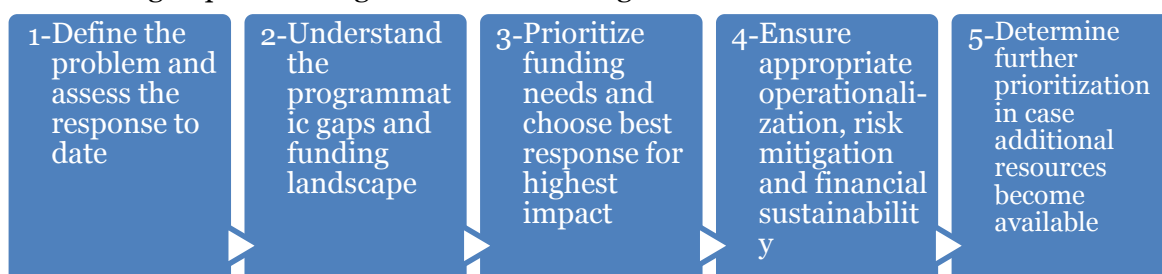 1-Define the
problem and
assess the
response to
date
2-Understand
the
programmat
ic gaps and
funding
landscape
3-Prioritize
funding
needs and
choose best
response for
highest
impact
4-Ensure
appropriate
operationali-
zation, risk
mitigation
and financial
sustainabilit
y
5-Determine
further
prioritization
in case
additional
resources
become
available